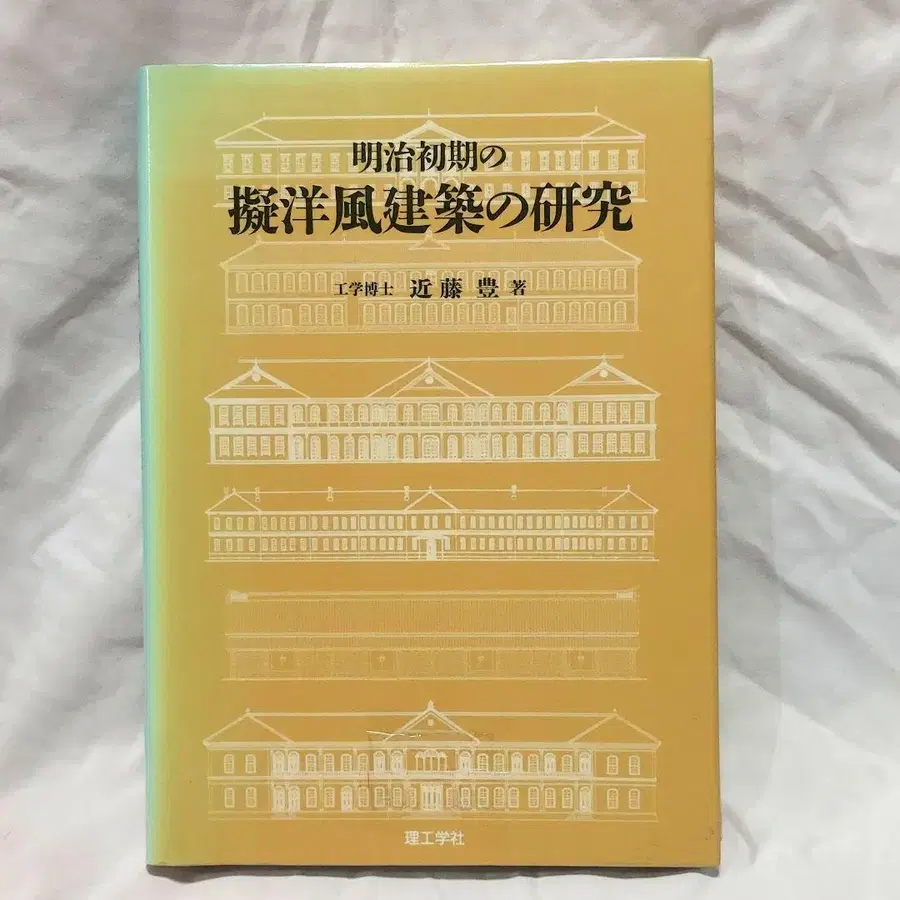 明治初期の
擬洋風建築の研究
工学博士 近藤 豊 著
理工学社